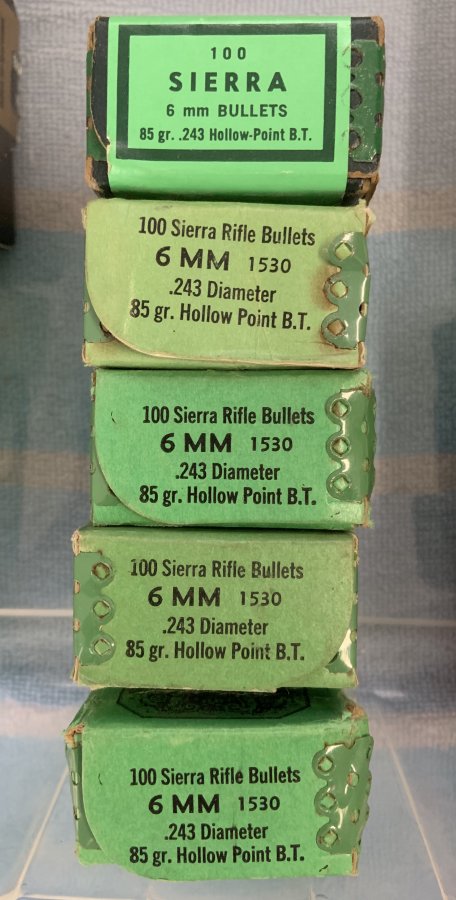 100
SIERRA
6 mm BULLETS
85 gr. .243 Hollow-Point B.T.
100 Sierra Rifle Bullets
6 MM 1530
.243 Diameter
85 gr. Hollow Point B.T.
100 Sierra Rifle Bullets
6 MM 1530
.243 Diameter
85 gr. Hollow Point B.T.
100 Sierra Rifle Bullets
6 MM 1530
.243 Diameter
85 gr. Hollow Point B.T.
100 Sierra Rifle Bullets
6 MM 1530
.243 Diameter
85 gr. Hollow Point B.T.